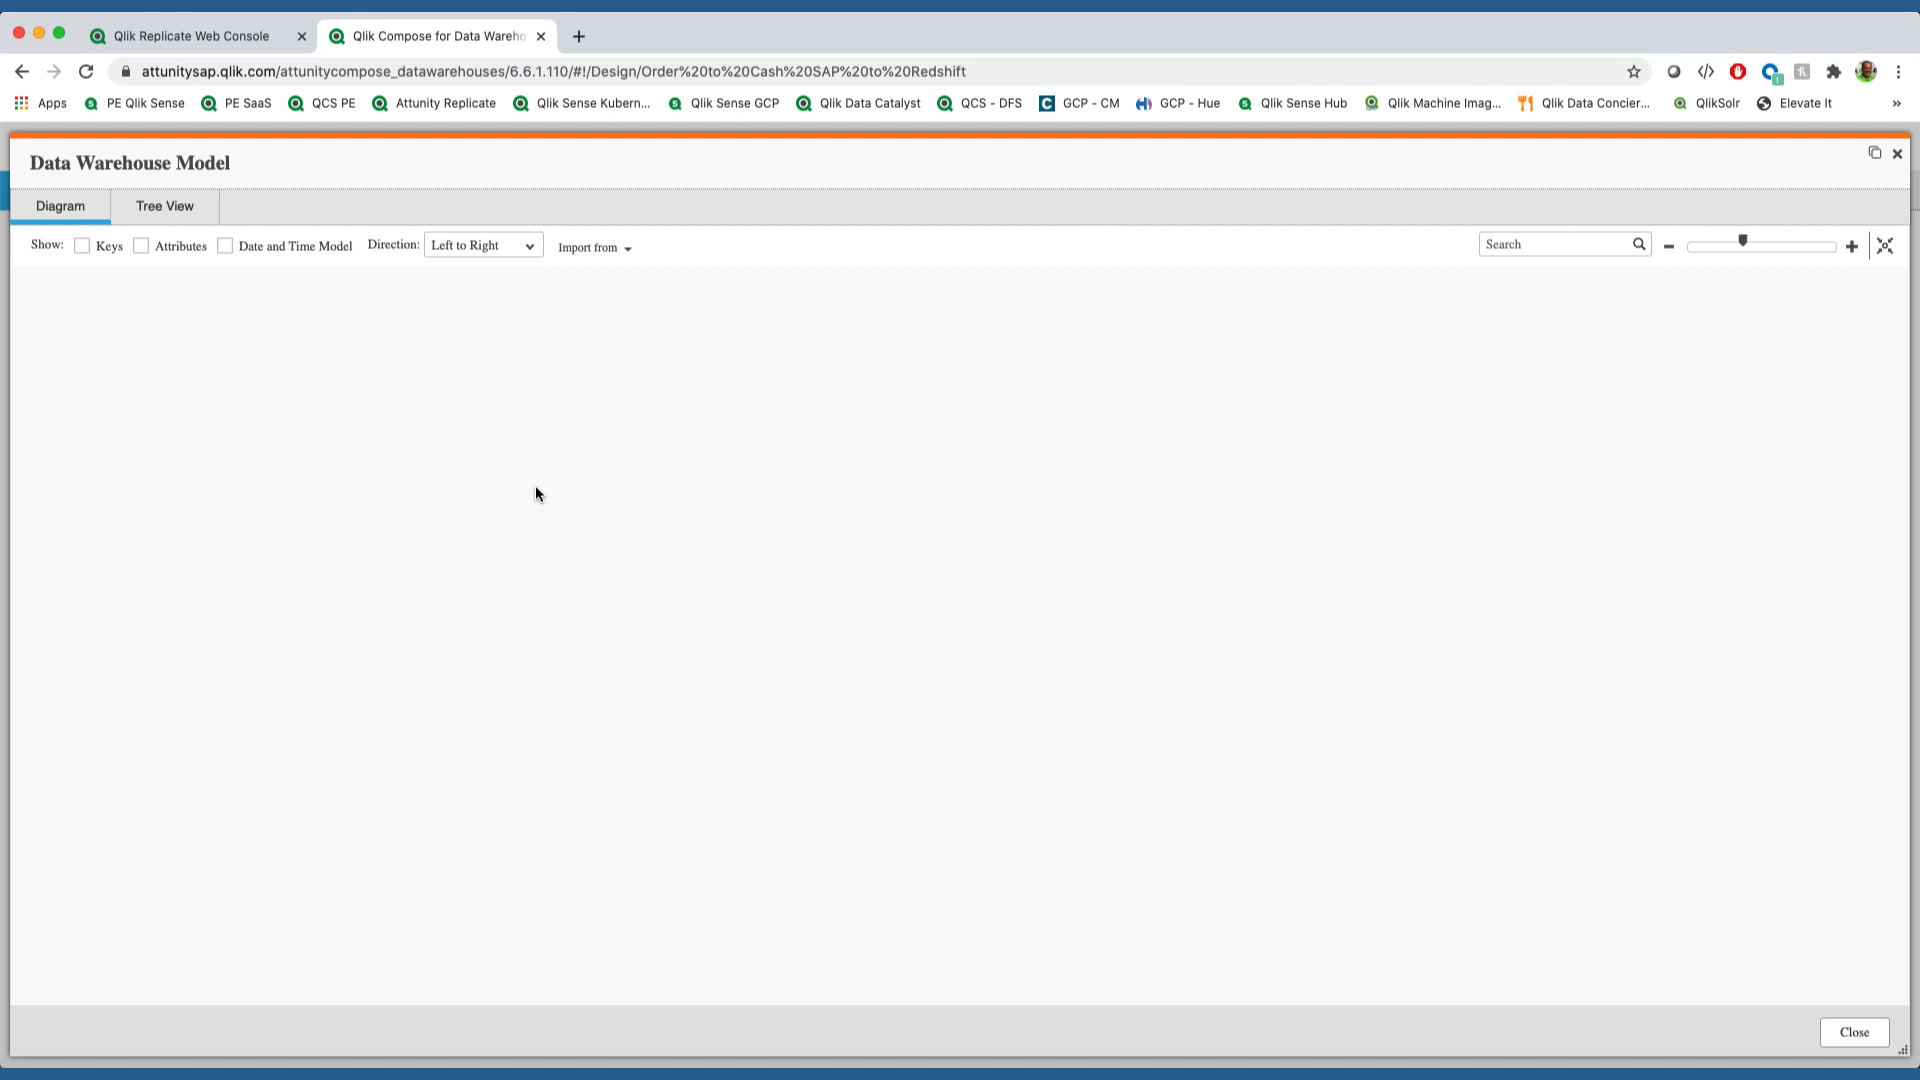 Qlik Replicate Web Console
Qlik Compose for Data Wareho
attunitysap.qlik.com/attunitycompose_datawarehouses/6.6.1.110/#!/Design/Order%20to%20Cash%20SAP%20to%20Redshift
Apps PE Qlik Sense PE SaaS QCS PE Attunity Replicate Qlik Sense Kubern... Qlik Sense GCP Qlik Data Catalyst QCS - DFS GCP - CM GCP - Hue Qlik Sense Hub Qlik Machine Imag... Qlik Data Concier... QlikSolr Elevate It »
Data Warehouse Model
Diagram Tree View
Show: Keys Attributes Date and Time Model Direction: Left to Right Import from Search
Close